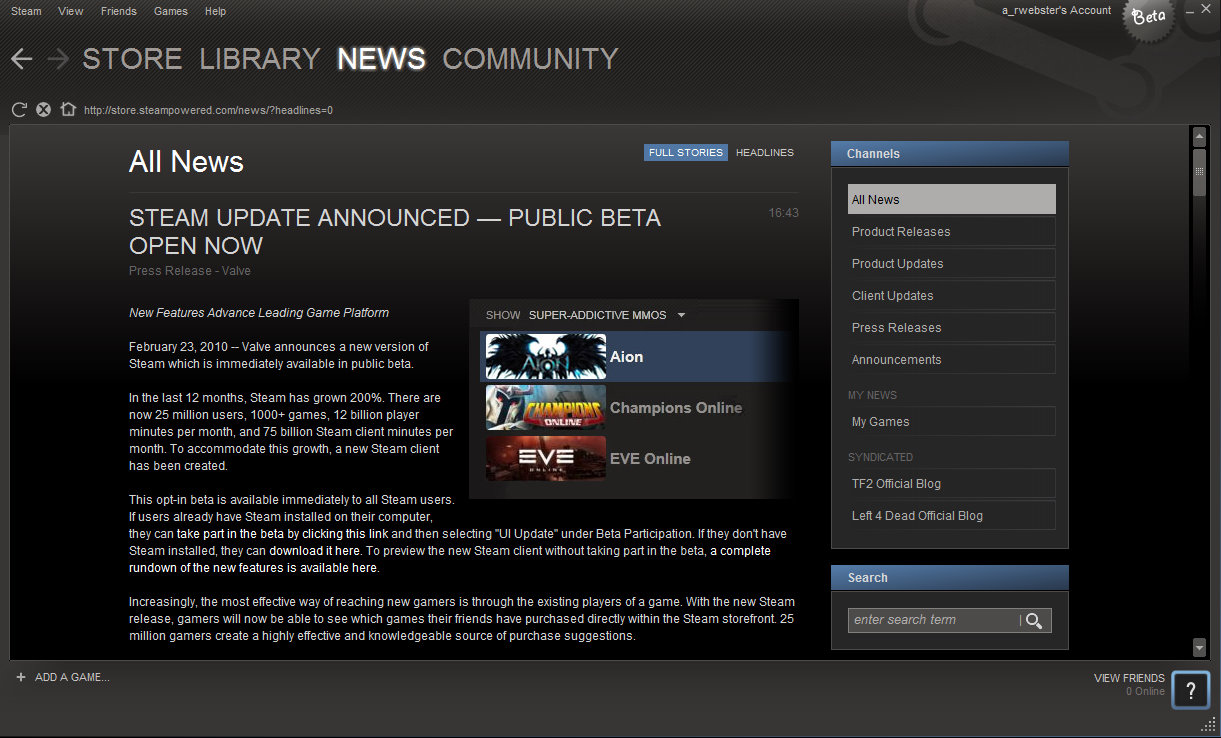 Steam View Friends Games Help
a_rwebster's Account
Beta
STORE LIBRARY NEWS COMMUNITY
http://store.steampowered.com/news/?headlines=0
All News
FULL STORIES HEADLINES
STEAM UPDATE ANNOUNCED — PUBLIC BETA
OPEN NOW
16:43
Press Release - Valve
New Features Advance Leading Game Platform
February 23, 2010 -- Valve announces a new version of
Steam which is immediately available in public beta.
In the last 12 months, Steam has grown 200%. There are
now 25 million users, 1000+ games, 12 billion player
minutes per month, and 75 billion Steam client minutes per
month. To accommodate this growth, a new Steam client
has been created.
SHOW SUPER-ADDICTIVE MMOS
AION
Aion
CHAMPIONS
ONLINE
Champions Online
EVE
ONLINE
EVE Online
This opt-in beta is available immediately to all Steam users.
If users already have Steam installed on their computer,
they can take part in the beta by clicking this link and then selecting "UI Update" under Beta Participation. If they don't have
Steam installed, they can download it here. To preview the new Steam client without taking part in the beta, a complete
rundown of the new features is available here.
Increasingly, the most effective way of reaching new gamers is through the existing players of a game. With the new Steam
release, gamers will now be able to see which games their friends have purchased directly within the Steam storefront. 25
million gamers create a highly effective and knowledgeable source of purchase suggestions.
Channels
All News
Product Releases
Product Updates
Client Updates
Press Releases
Announcements
MY NEWS
My Games
SYNDICATED
TF2 Official Blog
Left 4 Dead Official Blog
Search
enter search term
+ ADD A GAME...
VIEW FRIENDS
0 Online
?